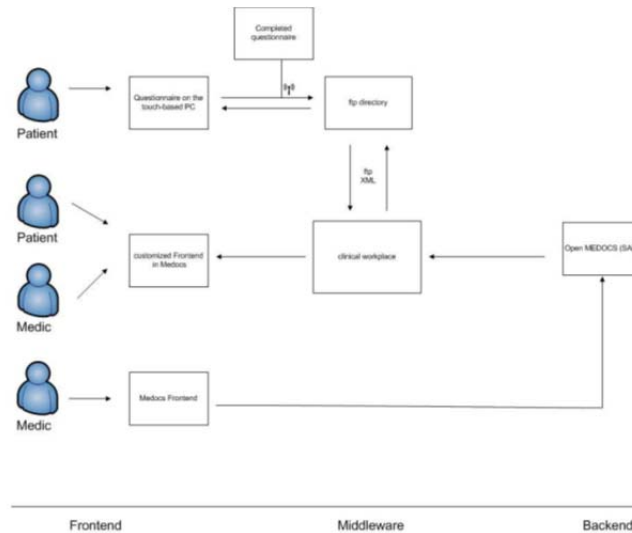 Completed
questionnaire
Questionnaire on the
touch-based PC
ftp directory
Patient
ftp
XML
Patient
customized Frontend
in Medocs
clinical workplace
Open MEDOCS (SA
Medic
Medocs Frontend
Medic
Frontend
Middleware
Backend